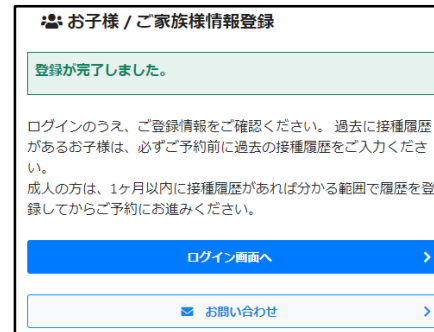 お子様 / ご家族様情報登録
登録が完了しました。
ログインのうえ、ご登録情報をご確認ください。 過去に接種履歴
があるお子様は、必ずご予約前に過去の接種履歴をご入力くださ
い。
成人の方は、1ヶ月以内に接種履歴があれば分かる範囲で履歴を登
録してからご予約にお進みください。
ログイン画面へ
お問い合わせ